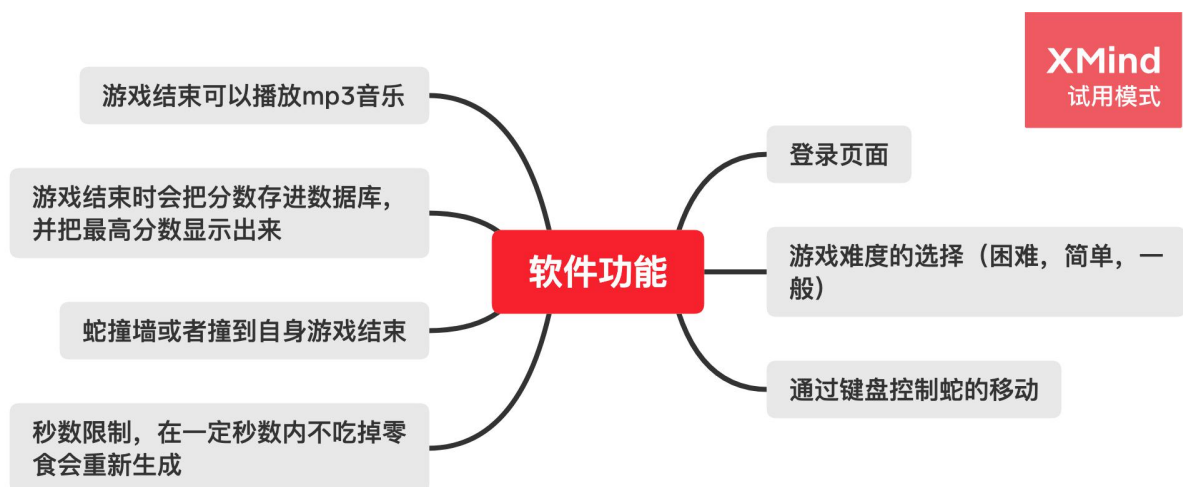 XMind
试用模式
游戏结束可以播放mp3音乐
游戏结束时会把分数存进数据库，
并把最高分数显示出来
蛇撞墙或者撞到自身游戏结束
秒数限制，在一定秒数内不吃掉零
食会重新生成
软件功能
登录页面
游戏难度的选择（困难，简单，一
般）
通过键盘控制蛇的移动